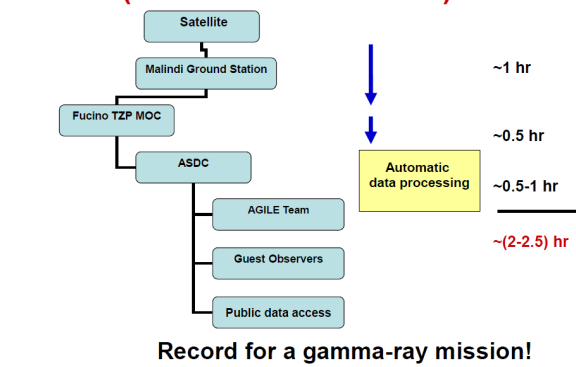 Satellite
Malindi Ground Station
~1 hr
Fucino TZP MOC
~0.5 hr
ASDC
Automatic
data processing
~0.5-1 hr
AGILE Team
~(2-2.5) hr
Guest Observers
Public data access
Record for a gamma-ray mission!